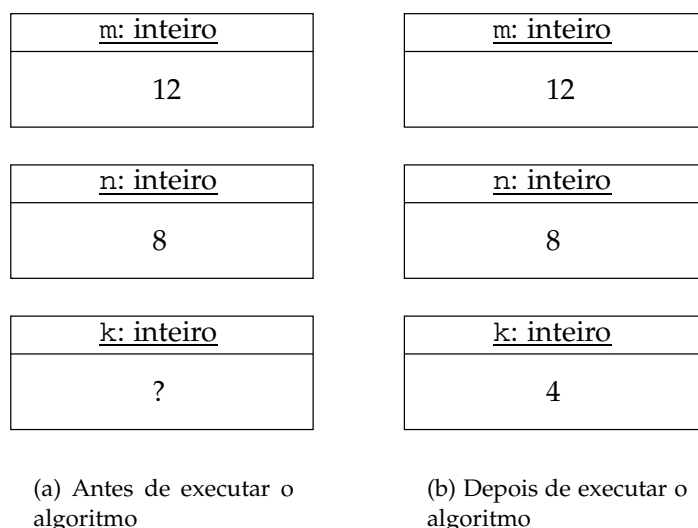 m: inteiro
12
n: inteiro
8
k: inteiro
?
(a) Antes de executar o
algoritmo
m: inteiro
12
n: inteiro
8
k: inteiro
4
(b) Depois de executar o
algoritmo